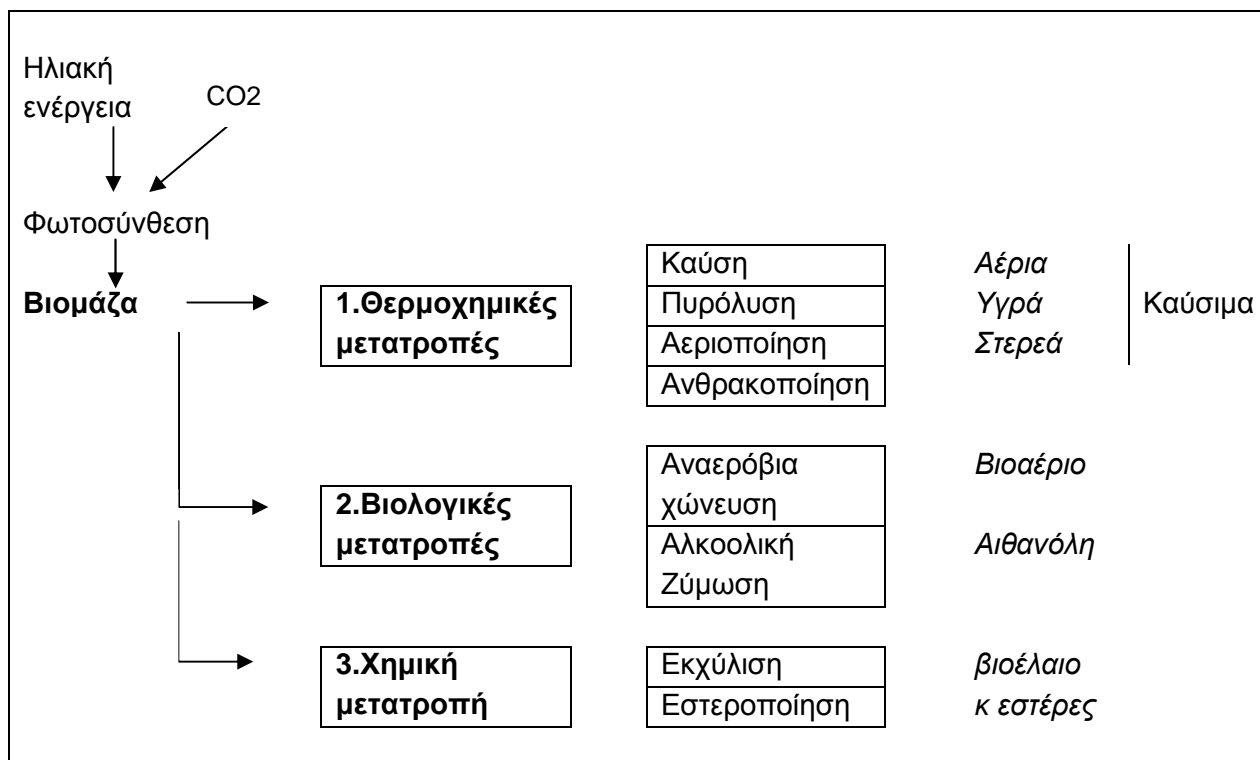 Ηλιακή
ενέργεια
CO2
Φωτοσύνθεση
Βιομάζα
1.Θερμοχημικές
μετατροπές
Καύση
Πυρόλυση
Αεριοποίηση
Ανθρακοποίηση
Αέρια
Υγρά
Στερεά
Καύσιμα
2.Βιολογικές
μετατροπές
Αναερόβια
χώνευση
Αλκοολική
Ζύμωση
Βιοαέριο
Αιθανόλη
3.Χημική
μετατροπή
Εκχύλιση
Εστεροποίηση
βιοέλαιο
κ εστέρες